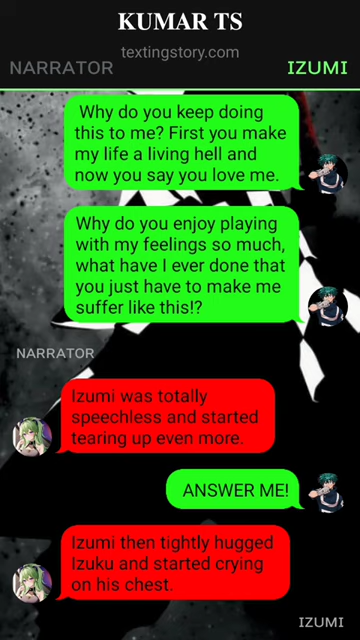 KUMAR TS
textingstory.com
NARRATOR IZUMI
Why do you keep doing
this to me? First you make
my life a living hell and
now you say you love me.
Why do you enjoy playing
with my feelings so much,
what have I ever done that
you just have to make me
suffer like this!?
NARRATOR
Izumi was totally
speechless and started
tearing up even more.
ANSWER ME!
Izumi then tightly hugged
Izuku and started crying
on his chest.
IZUMI